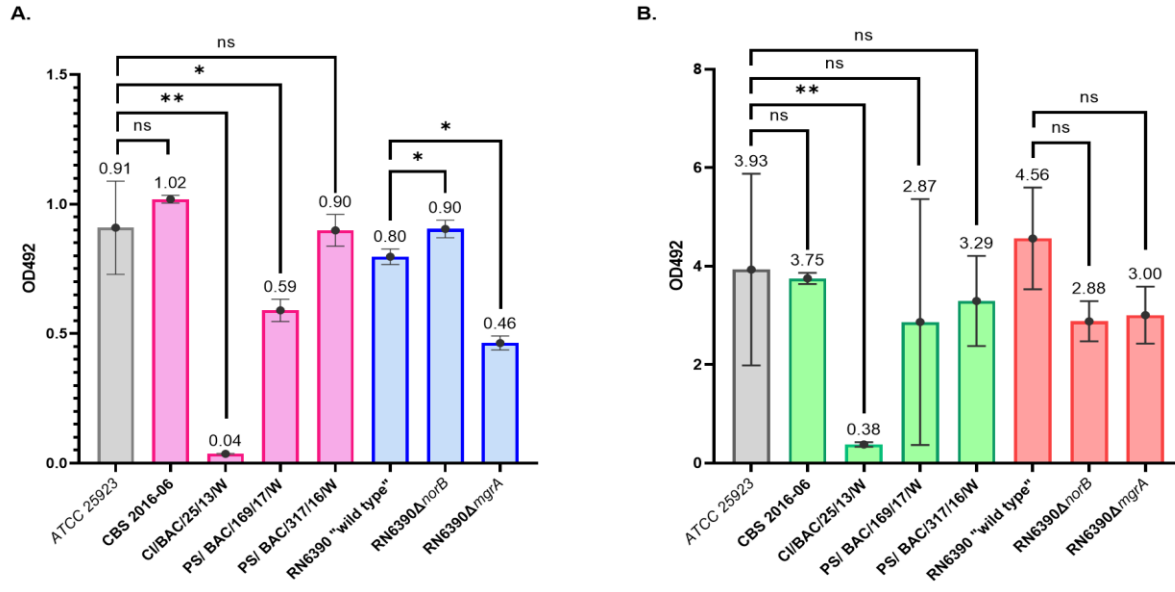 A.
ns
*
**
ns
*
*
1.5
1.0
0.5
0.0
OD492
0.91
1.02
0.04
0.59
0.90
0.80
0.90
0.46
ATCC 25923
CBS 2016-06
CI/BAC/25/13/W
PS/ BAC/169/17/W
PS/ BAC/317/16/W
RN6390 "wild type"
RN6390ΔnorB
RN6390ΔmgrA
B.
ns
ns
**
ns
ns
ns
8
6
4
2
0
OD492
3.93
3.75
0.38
2.87
3.29
4.56
2.88
3.00
ATCC 25923
CBS 2016-06
CI/BAC/25/13/W
PS/ BAC/169/17/W
PS/ BAC/317/16/W
RN6390 "wild type"
RN6390ΔnorB
RN6390ΔmgrA